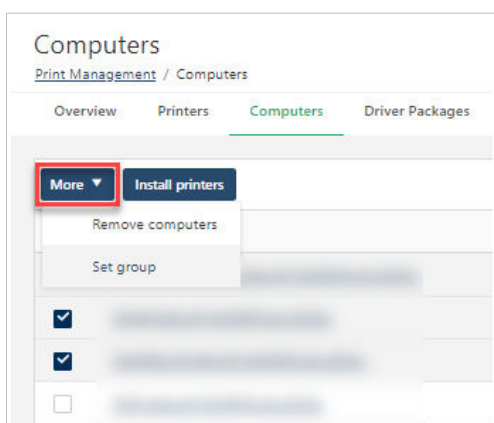 Computers
Print Management / Computers
Overview Printers Computers Driver Packages
More ▼ Install printers
Remove computers
Set group